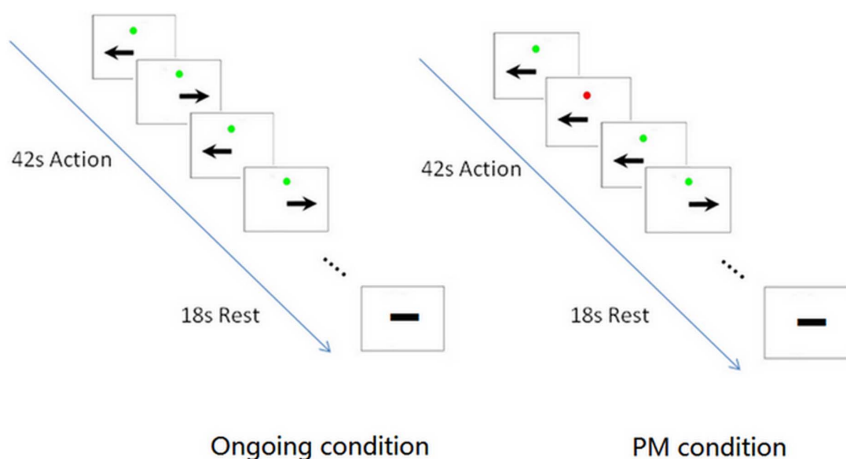 42s Action
18s Rest
Ongoing condition
42s Action
18s Rest
PM condition